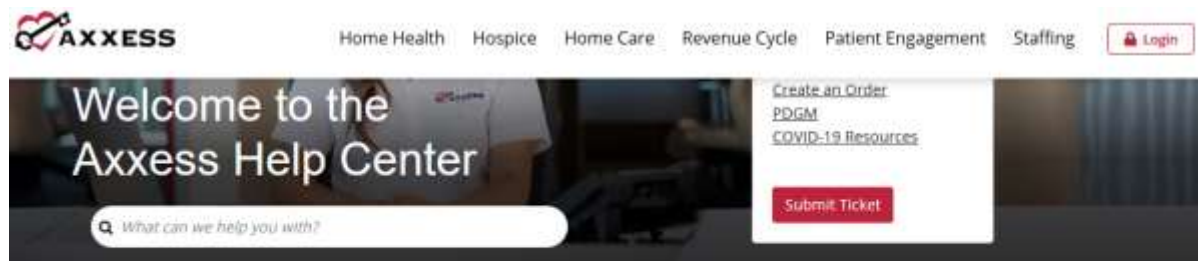 AXXESS
Home Health Hospice Home Care Revenue Cycle Patient Engagement Staffing Login
Welcome to the
Axxess Help Center
What can we help you with?
Create an Order
PDGM
COVID-19 Resources
Submit Ticket